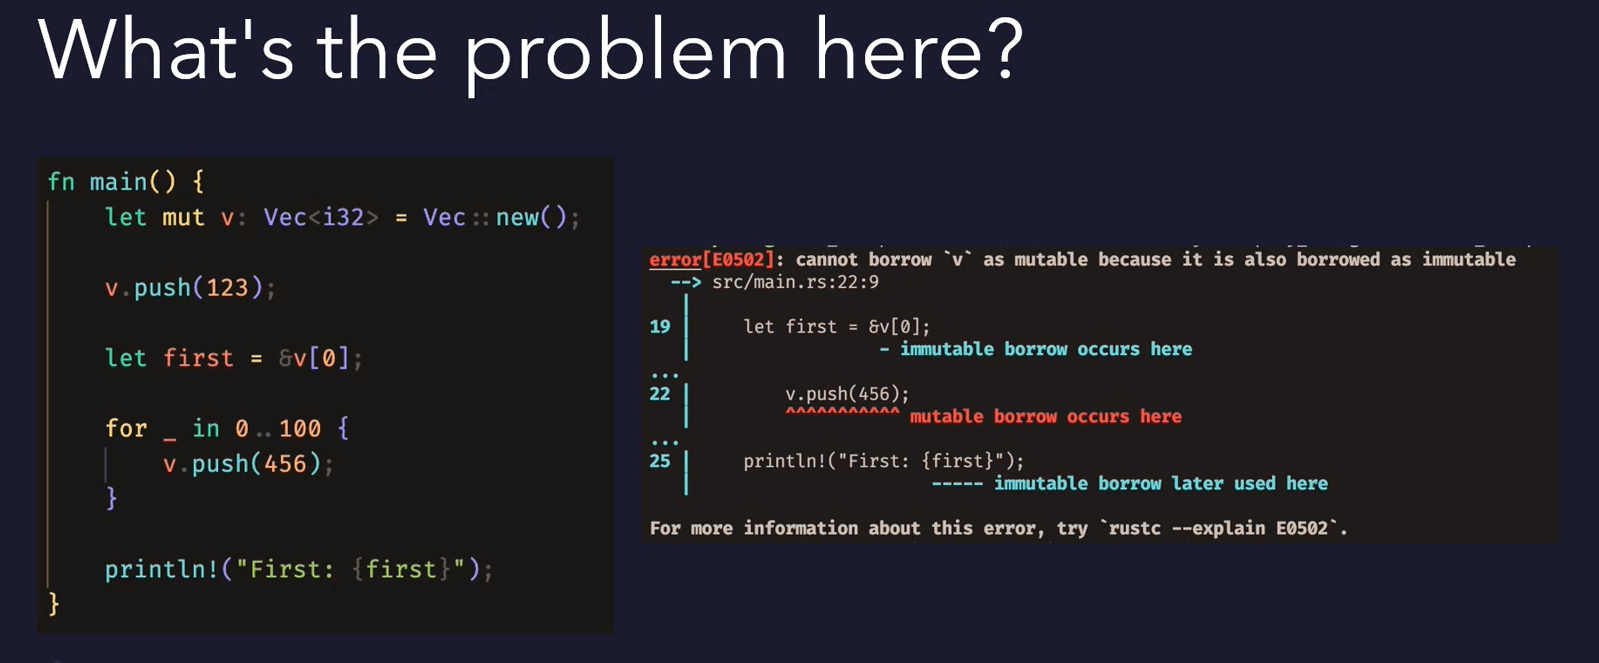 What's the problem here?
fn main() {
let mut v: Vec<i32> = Vec::new();
v.push(123);
let first = &v[0];
for _ in 0..100 {
v.push(456);
}
println!("First: {first}");
}
error[E0502]: cannot borrow `v` as mutable because it is also borrowed as immutable
--> src/main.rs:22:9
|
19 | let first = &v[0];
| - immutable borrow occurs here
...
22 | v.push(456);
| ^^^^^^^^^^^ mutable borrow occurs here
...
25 | println!("First: {first}");
| ----- immutable borrow later used here
For more information about this error, try `rustc --explain E0502`.